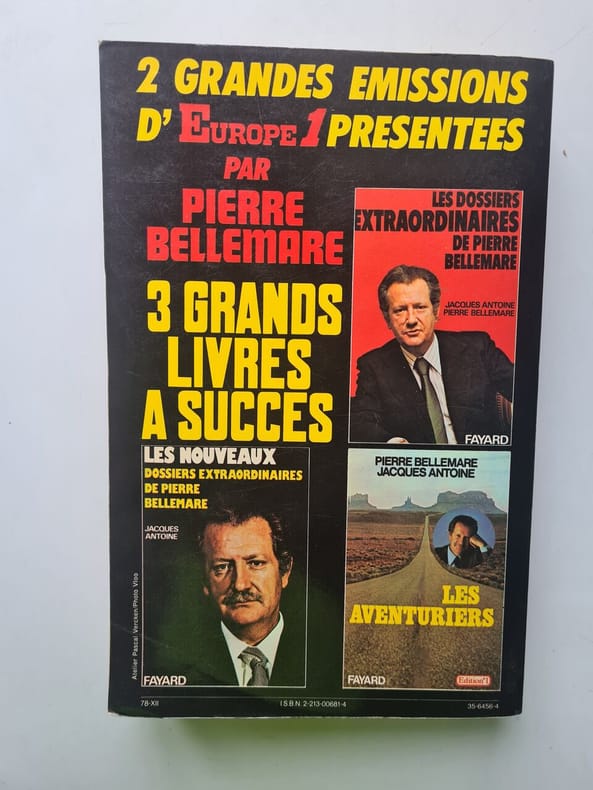 2 GRANDES EMISSIONS
D' EUROPE 1 PRESENTEES
PAR
PIERRE
BELLEMARE
3 GRANDS
LIVRES
A SUCCES
LES DOSSIERS
EXTRAORDINAIRES
DE PIERRE
BELLEMARE
JACQUES ANTOINE
PIERRE BELLEMARE
FAYARD
LES NOUVEAUX
DOSSIERS EXTRAORDINAIRES
DE PIERRE
BELLEMARE
JACQUES
ANTOINE
FAYARD
PIERRE BELLEMARE
JACQUES ANTOINE
LES
AVENTURIERS
FAYARD
Edition°1
Atelier Pascal Vercken/Photo Vloo
78-XII
I.S.B.N. 2-213-00681-4
35-6456-4